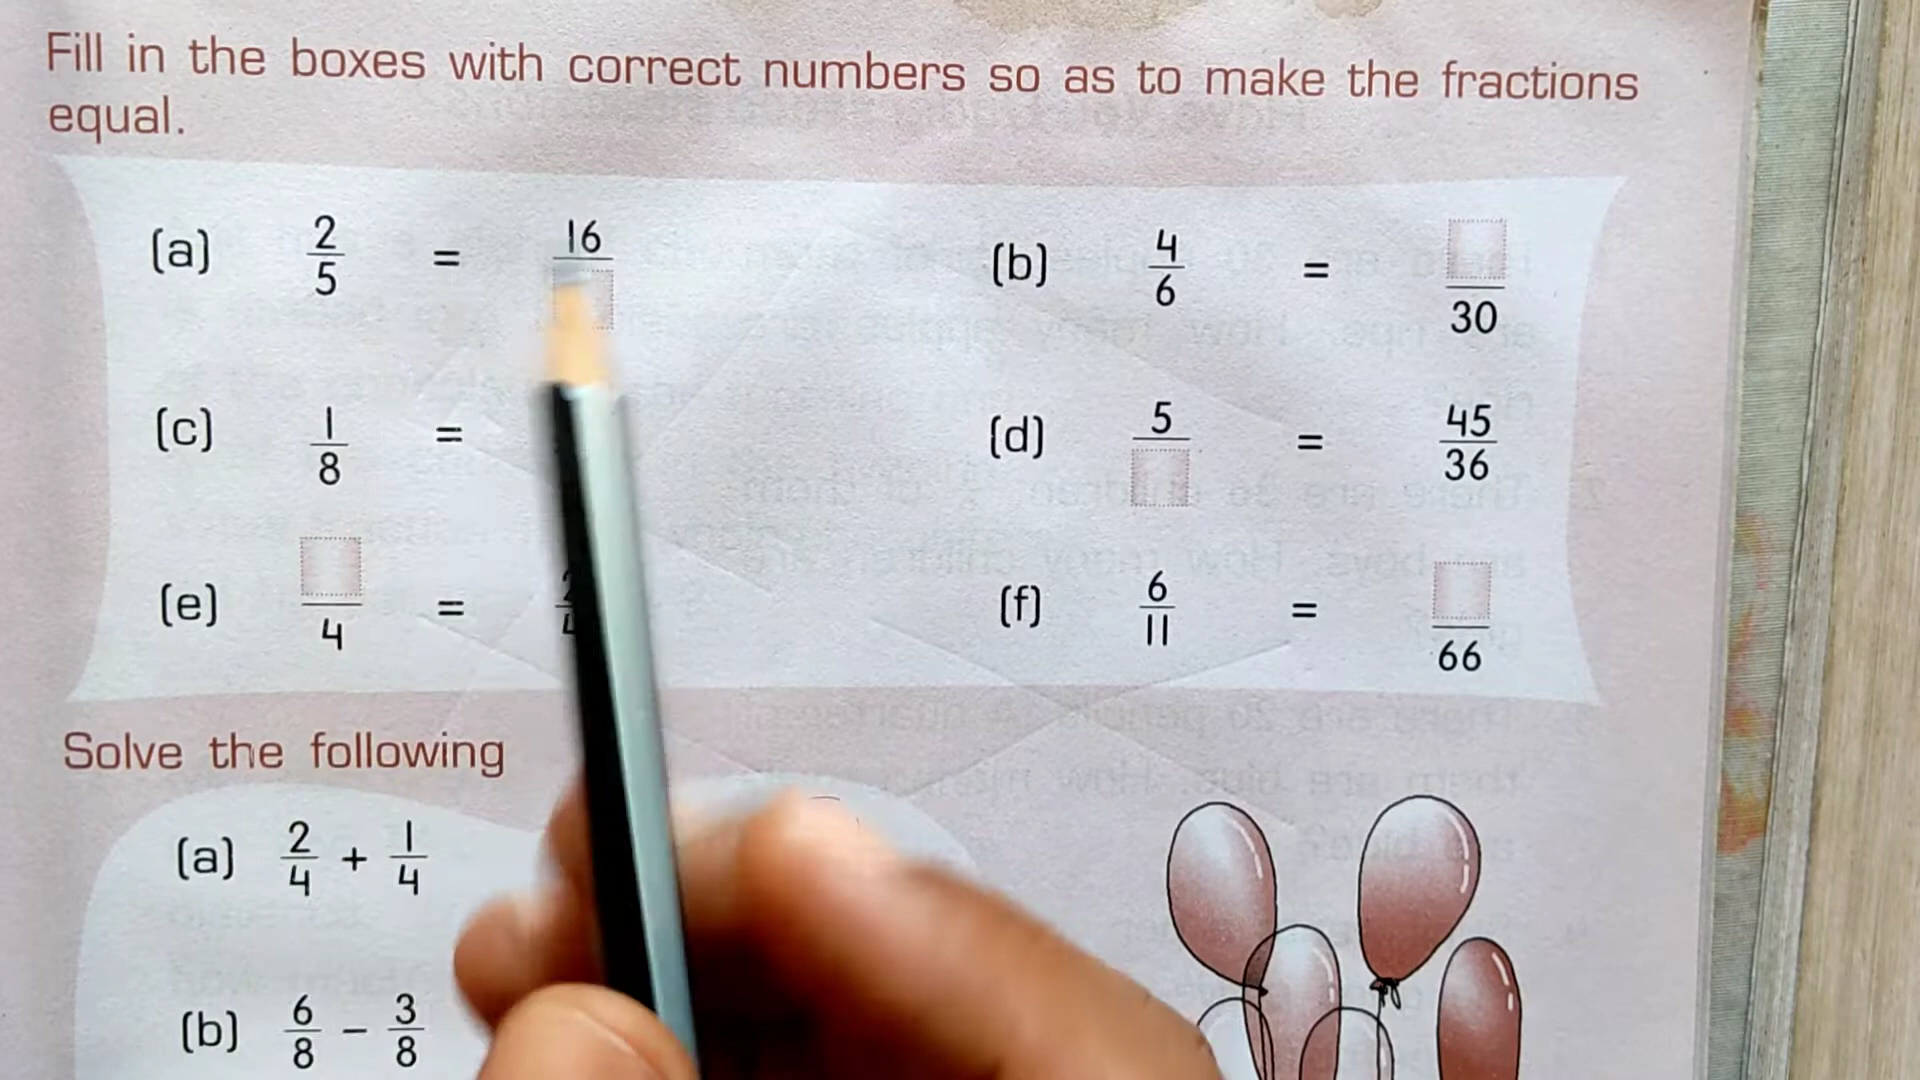 Fill in the boxes with correct numbers so as to make the fractions
equal.
(a) 2/5 = 16/
(b) 4/6 = /30
(c) 1/8 =
(d) 5/ = 45/36
(e) /4 =
(f) 6/11 = /66
Solve the following
(a) 2/4 + 1/4
(b) 6/8 − 3/8